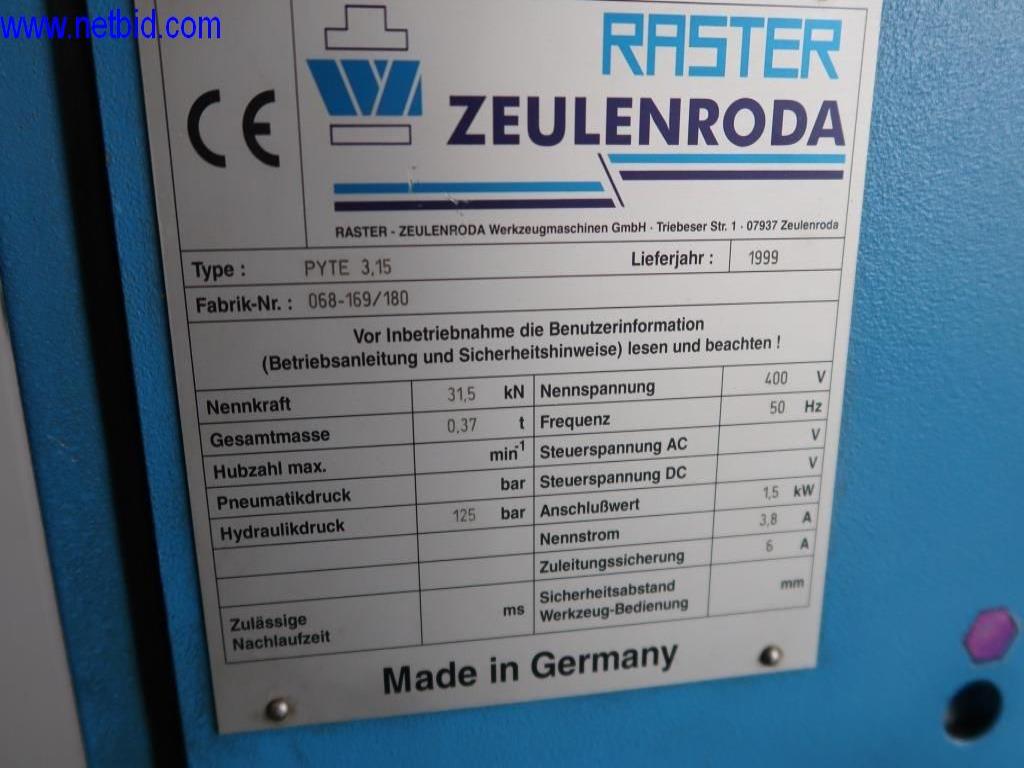 www.netbid.com
CE
RASTER
ZEULENRODA
RASTER - ZEULENRODA Werkzeugmaschinen GmbH · Triebeser Str. 1 · 07937 Zeulenroda
Type : PYTE 3,15 Lieferjahr : 1999
Fabrik-Nr. : 068-169/180
Vor Inbetriebnahme die Benutzerinformation
(Betriebsanleitung und Sicherheitshinweise) lesen und beachten !
Nennkraft 31,5 kN Nennspannung 400 V
Gesamtmasse 0,37 t Frequenz 50 Hz
Hubzahl max. min-1 Steuerspannung AC V
Pneumatikdruck bar Steuerspannung DC V
Hydraulikdruck 125 bar Anschlußwert 1,5 kW
Nennstrom 3,8 A
Zuleitungssicherung 6 A
Zulässige
Nachlaufzeit ms
Sicherheitsabstand
Werkzeug-Bedienung mm
Made in Germany